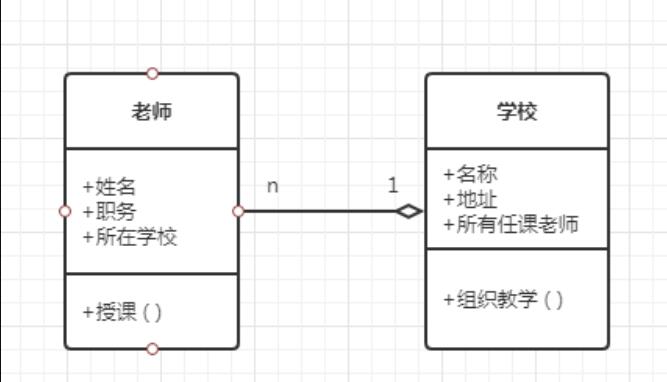 老师
+姓名
+职务
+所在学校
+授课 ( )
n
1
学校
+名称
+地址
+所有任课老师
+组织教学 ( )